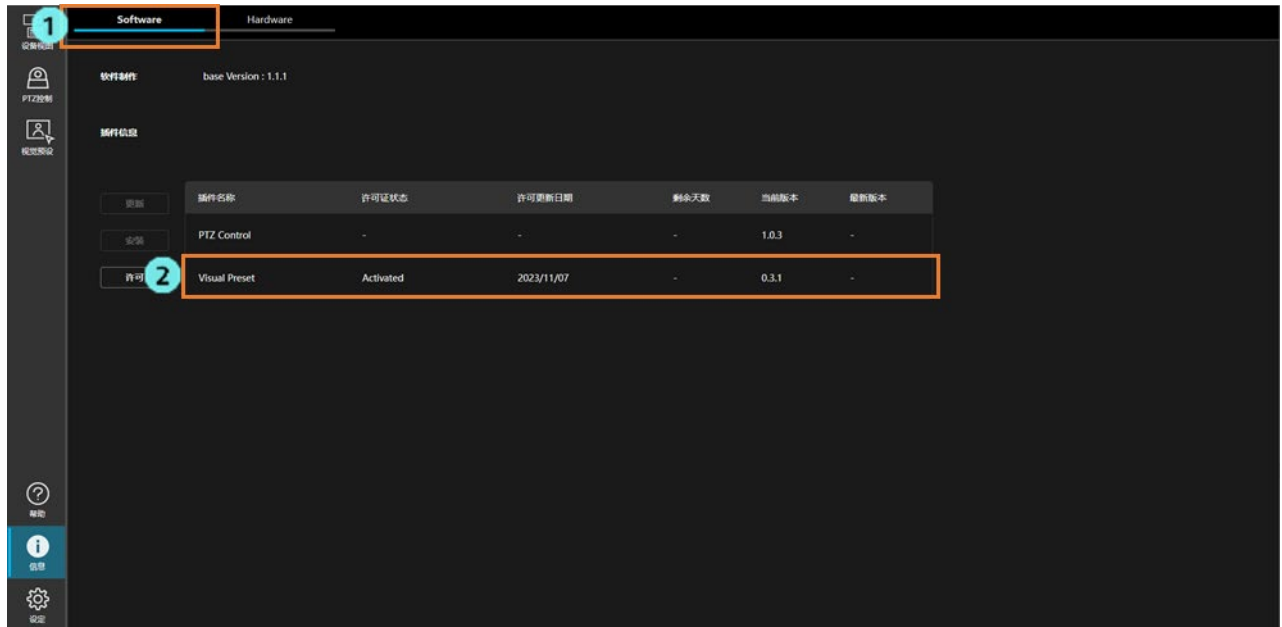 1
Software
Hardware
PTZ控制
视觉预设
软件制作
base Version : 1.1.1
插件信息
更新
安装
许可
2
插件名称 许可证状态 许可更新日期 剩余天数 当前版本 最新版本
PTZ Control - - - 1.0.3 -
Visual Preset Activated 2023/11/07 - 0.3.1 -
帮助
信息
设定